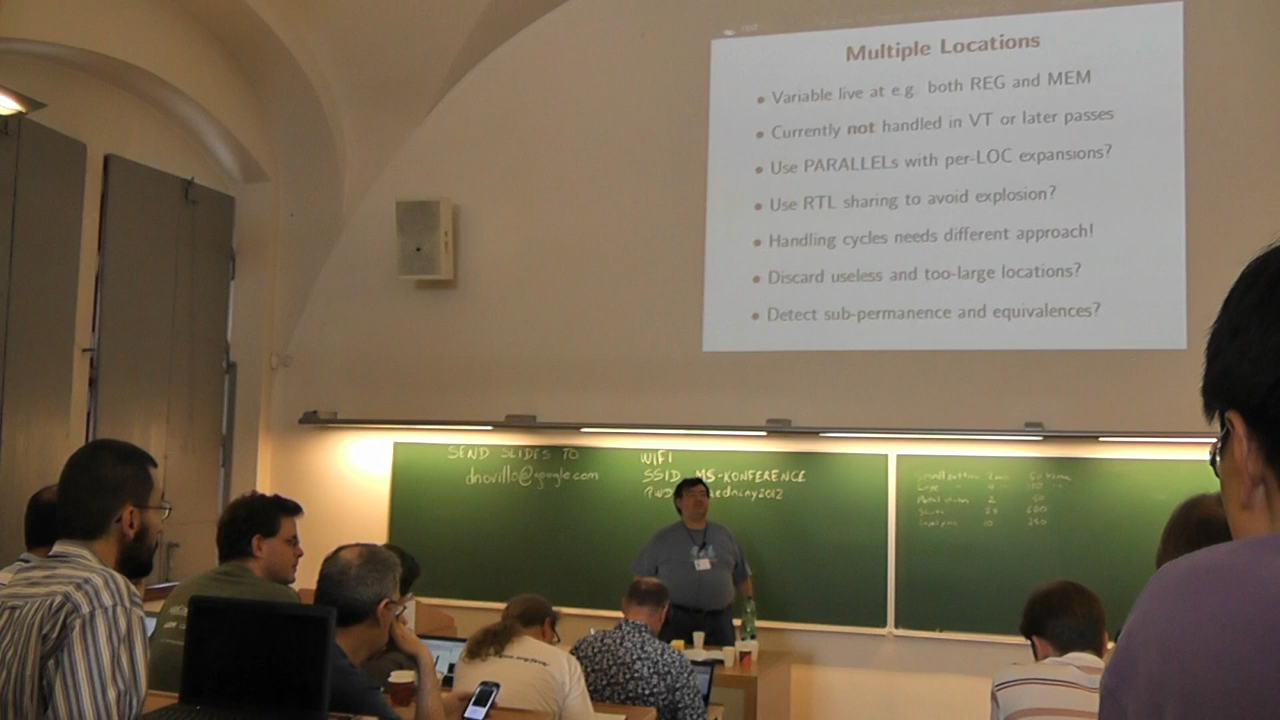 Multiple Locations
Variable live at e.g. both REG and MEM
Currently not handled in VT or later passes
Use PARALLELs with per-LOC expansions?
Use RTL sharing to avoid explosion?
Handling cycles needs different approach!
Discard useless and too-large locations?
Detect sub-permanence and equivalences?
SEND SLIDES TO
dnovillo@google.com
WIFI
SSID MS-KONFERENCE
PWD